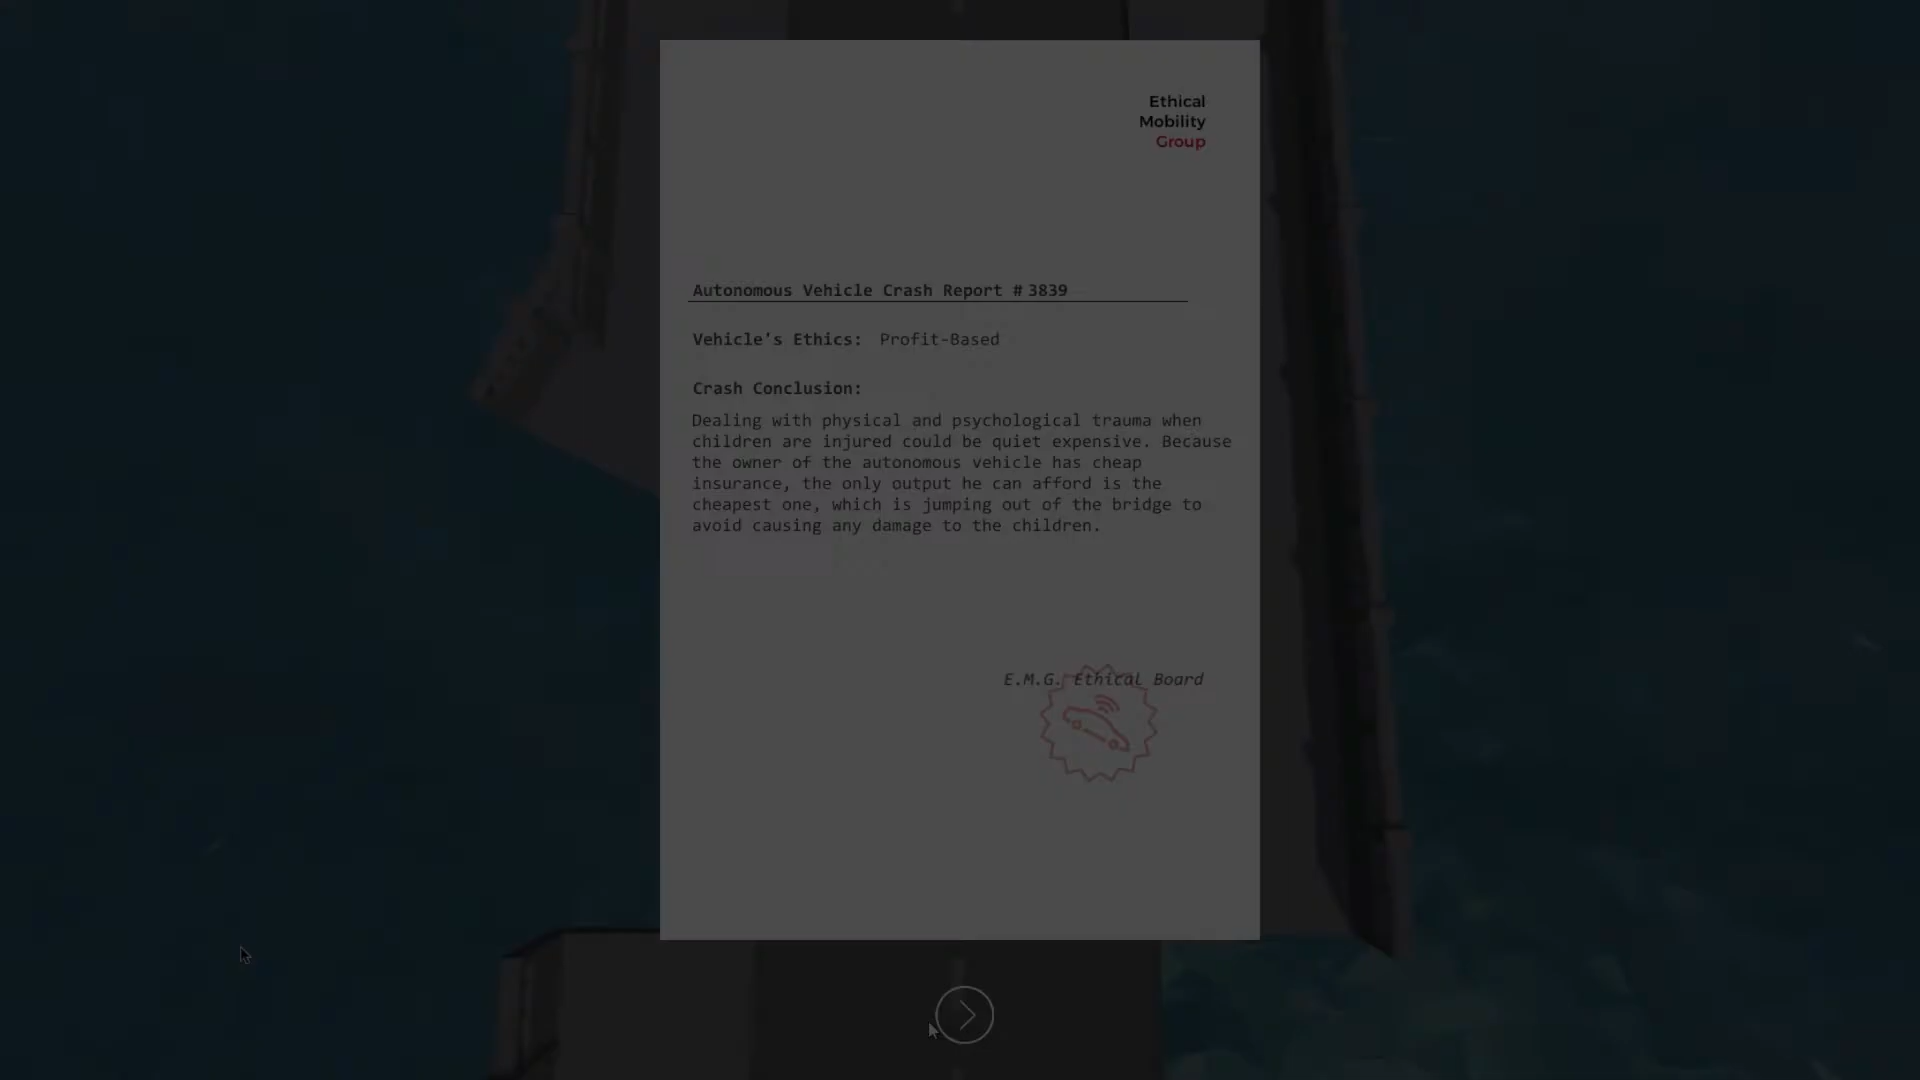 Ethical
Mobility
Group
Autonomous Vehicle Crash Report # 3839
Vehicle's Ethics: Profit-Based
Crash Conclusion:
Dealing with physical and psychological trauma when
children are injured could be quiet expensive. Because
the owner of the autonomous vehicle has cheap
insurance, the only output he can afford is the
cheapest one, which is jumping out of the bridge to
avoid causing any damage to the children.
E.M.G. Ethical Board